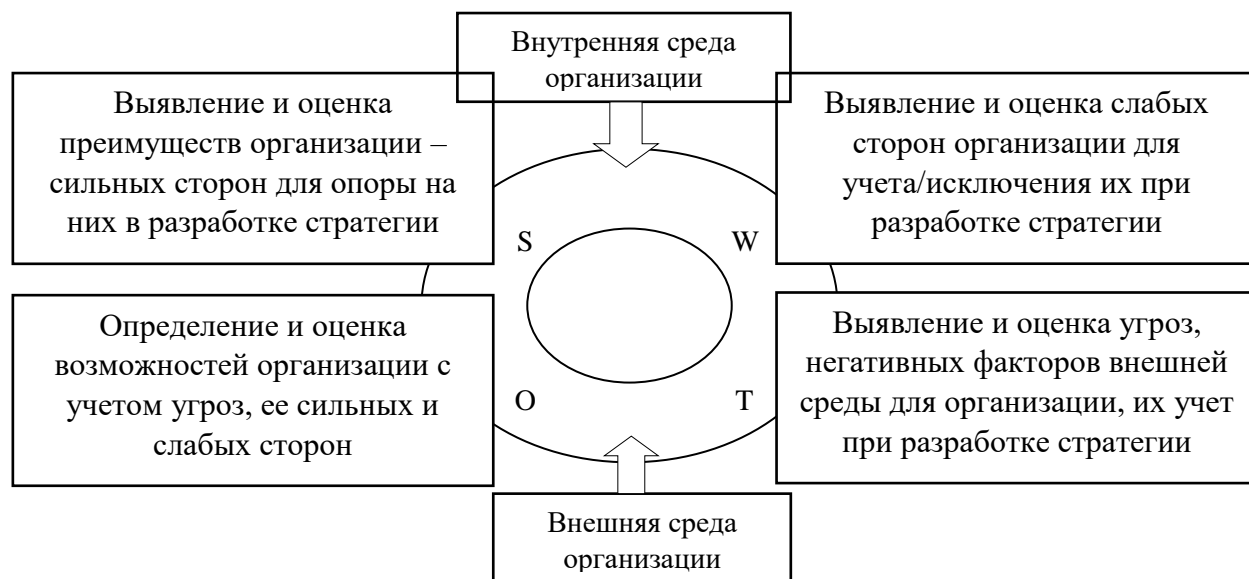 Внутренняя среда
организации
Выявление и оценка
преимуществ организации –
сильных сторон для опоры на
них в разработке стратегии
Выявление и оценка слабых
сторон организации для
учета/исключения их при
разработке стратегии
S
W
Определение и оценка
возможностей организации с
учетом угроз, ее сильных и
слабых сторон
Выявление и оценка угроз,
негативных факторов внешней
среды для организации, их учет
при разработке стратегии
O
T
Внешняя среда
организации